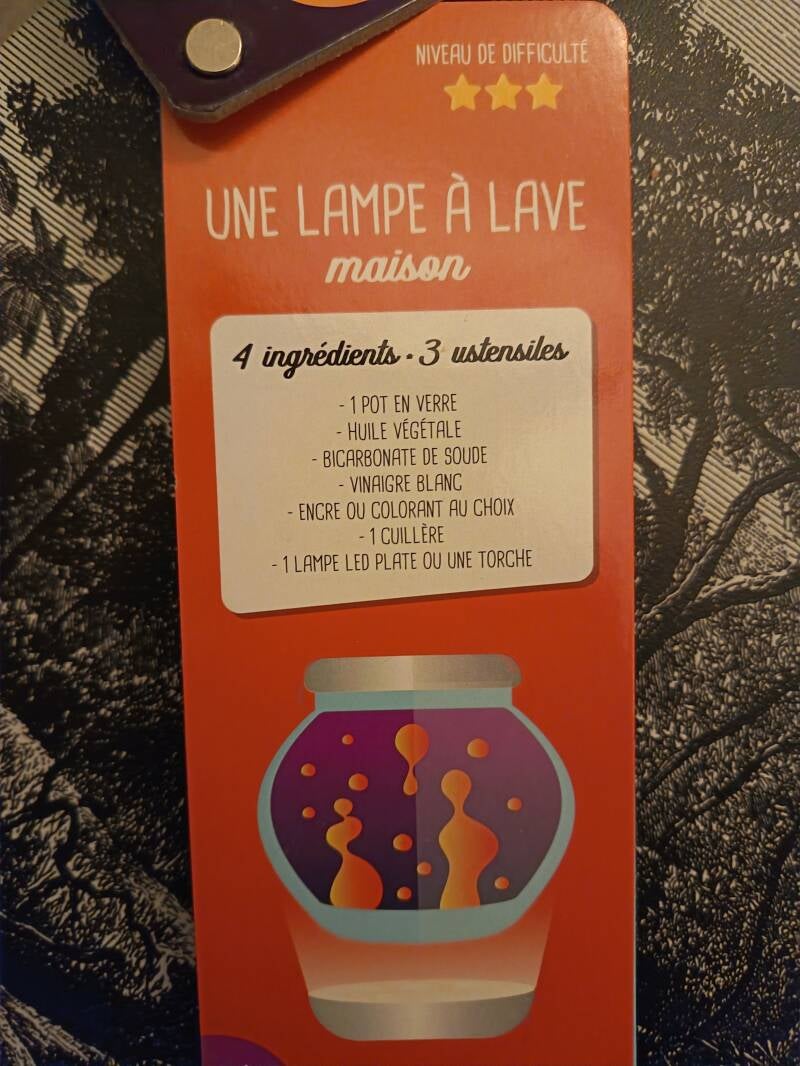 NIVEAU DE DIFFICULTÉ
UNE LAMPE À LAVE
maison
4 ingrédients • 3 ustensiles
- 1 POT EN VERRE
- HUILE VÉGÉTALE
- BICARBONATE DE SOUDE
- VINAIGRE BLANC
- ENCRE OU COLORANT AU CHOIX
- 1 CUILLÈRE
- 1 LAMPE LED PLATE OU UNE TORCHE